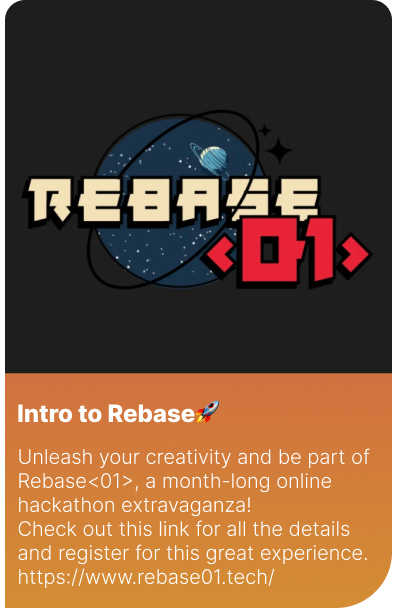 REBASE
<01>
Intro to Rebase🚀
Unleash your creativity and be part of
Rebase<01>, a month-long online
hackathon extravaganza!
Check out this link for all the details
and register for this great experience.
https://www.rebase01.tech/